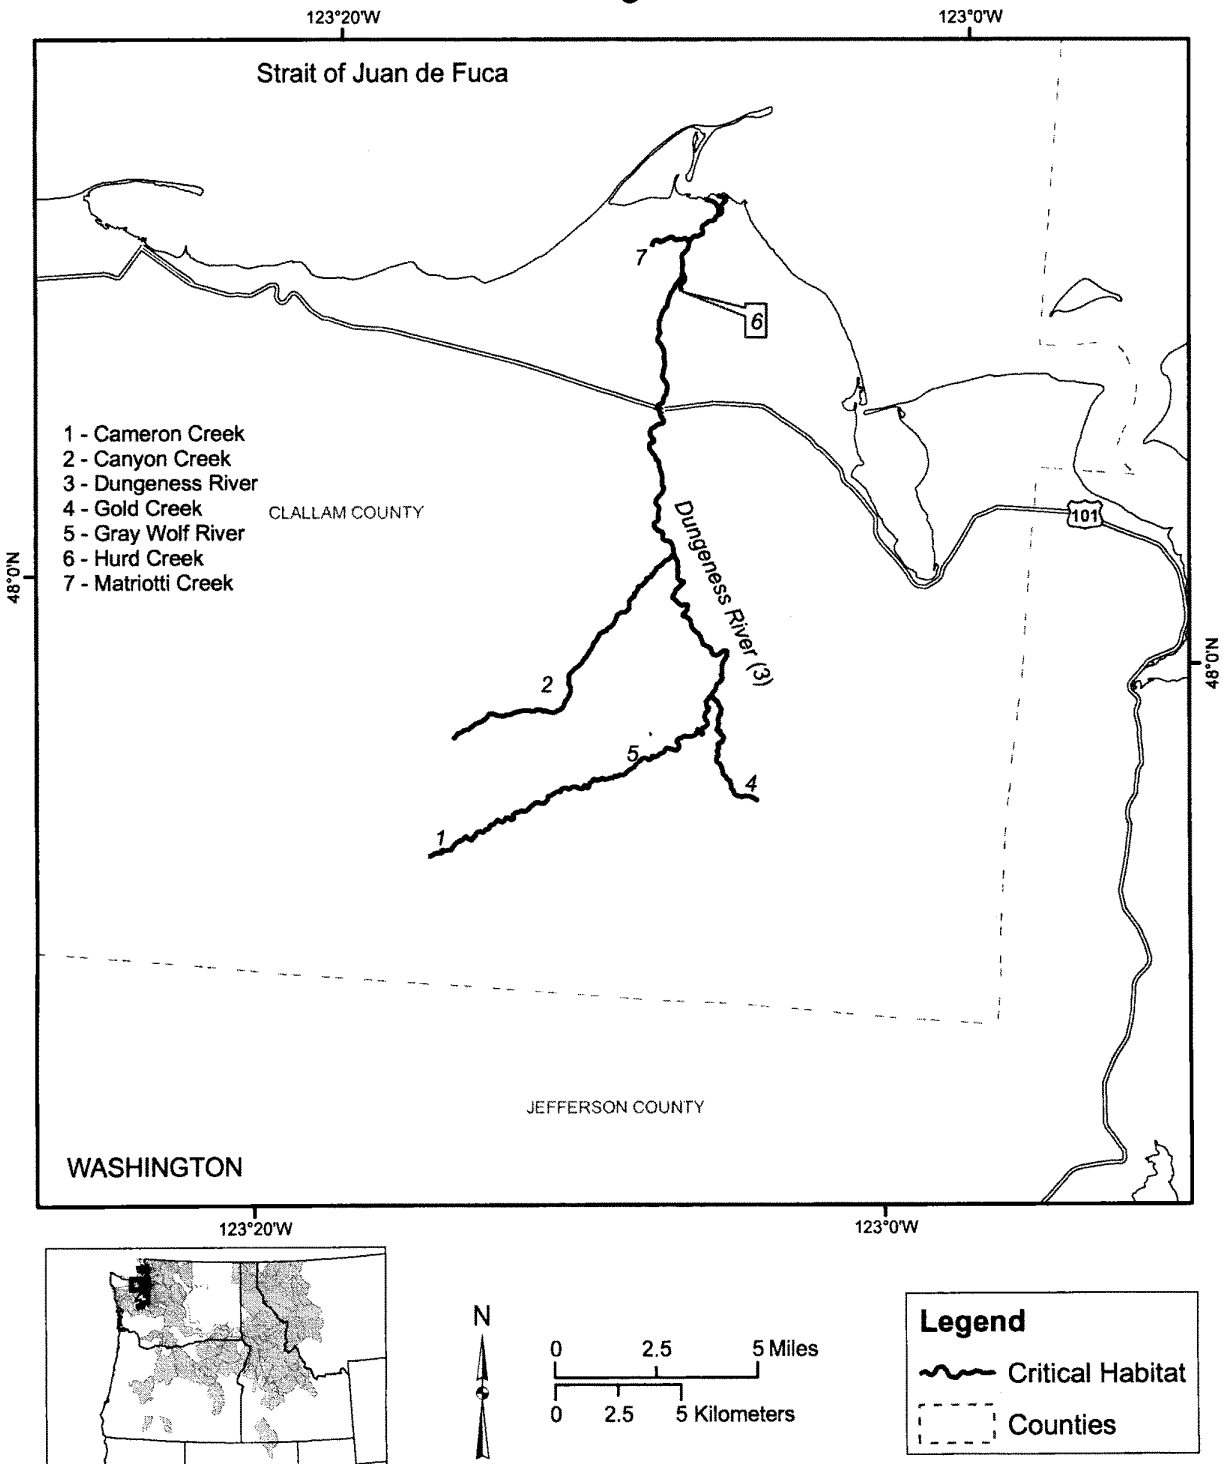 123°20'W 123°0'W
Strait of Juan de Fuca
7
6
1 - Cameron Creek
2 - Canyon Creek
3 - Dungeness River
4 - Gold Creek
5 - Gray Wolf River
6 - Hurd Creek
7 - Matriotti Creek
CLALLAM COUNTY
101
Dungeness River (3)
48°0'N
48°0'N
2
5
4
1
JEFFERSON COUNTY
WASHINGTON
123°20'W 123°0'W
N
0 2.5 5 Miles
0 2.5 5 Kilometers
Legend
Critical Habitat
Counties